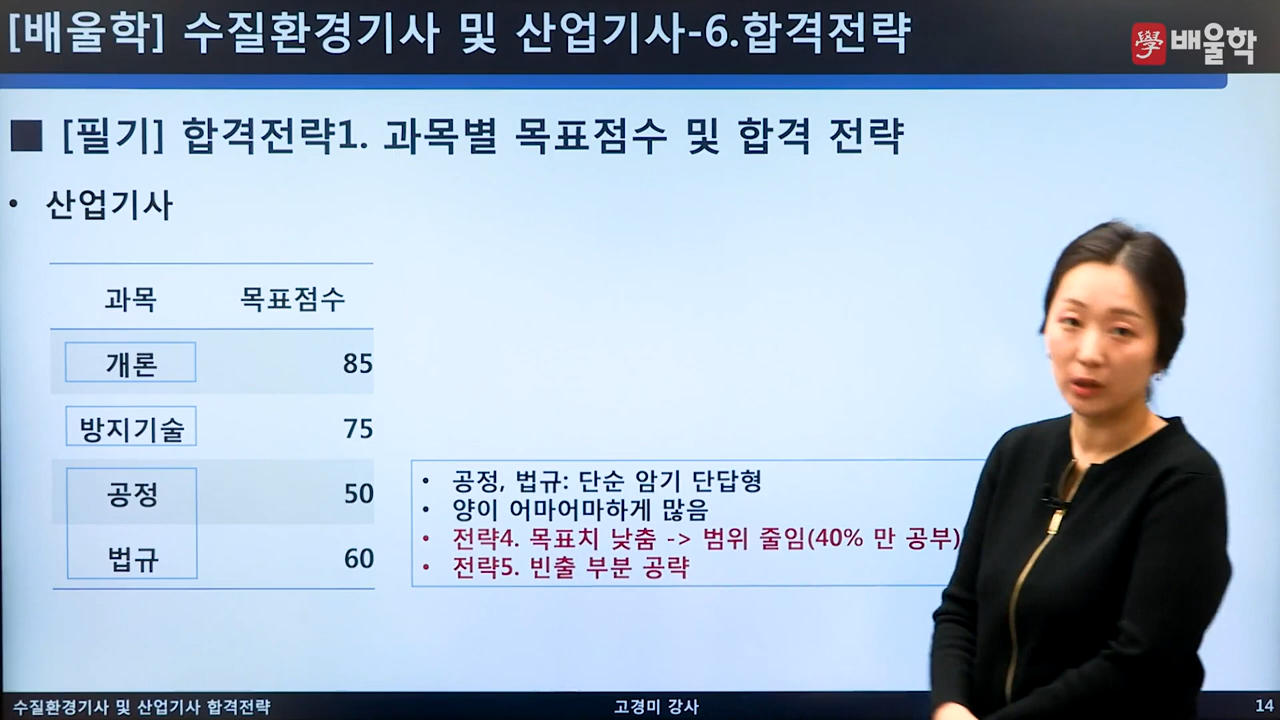 [배울학] 수질환경기사 및 산업기사-6.합격전략
學 배울학
■ [필기] 합격전략1. 과목별 목표점수 및 합격 전략
• 산업기사
과목 목표점수
개론 85
방지기술 75
공정 50
법규 60
• 공정, 법규: 단순 암기 단답형
• 양이 어마어마하게 많음
• 전략4. 목표치 낮춤 -> 범위 줄임(40% 만 공부)
• 전략5. 빈출 부분 공략
수질환경기사 및 산업기사 합격전략 고경미 강사 14